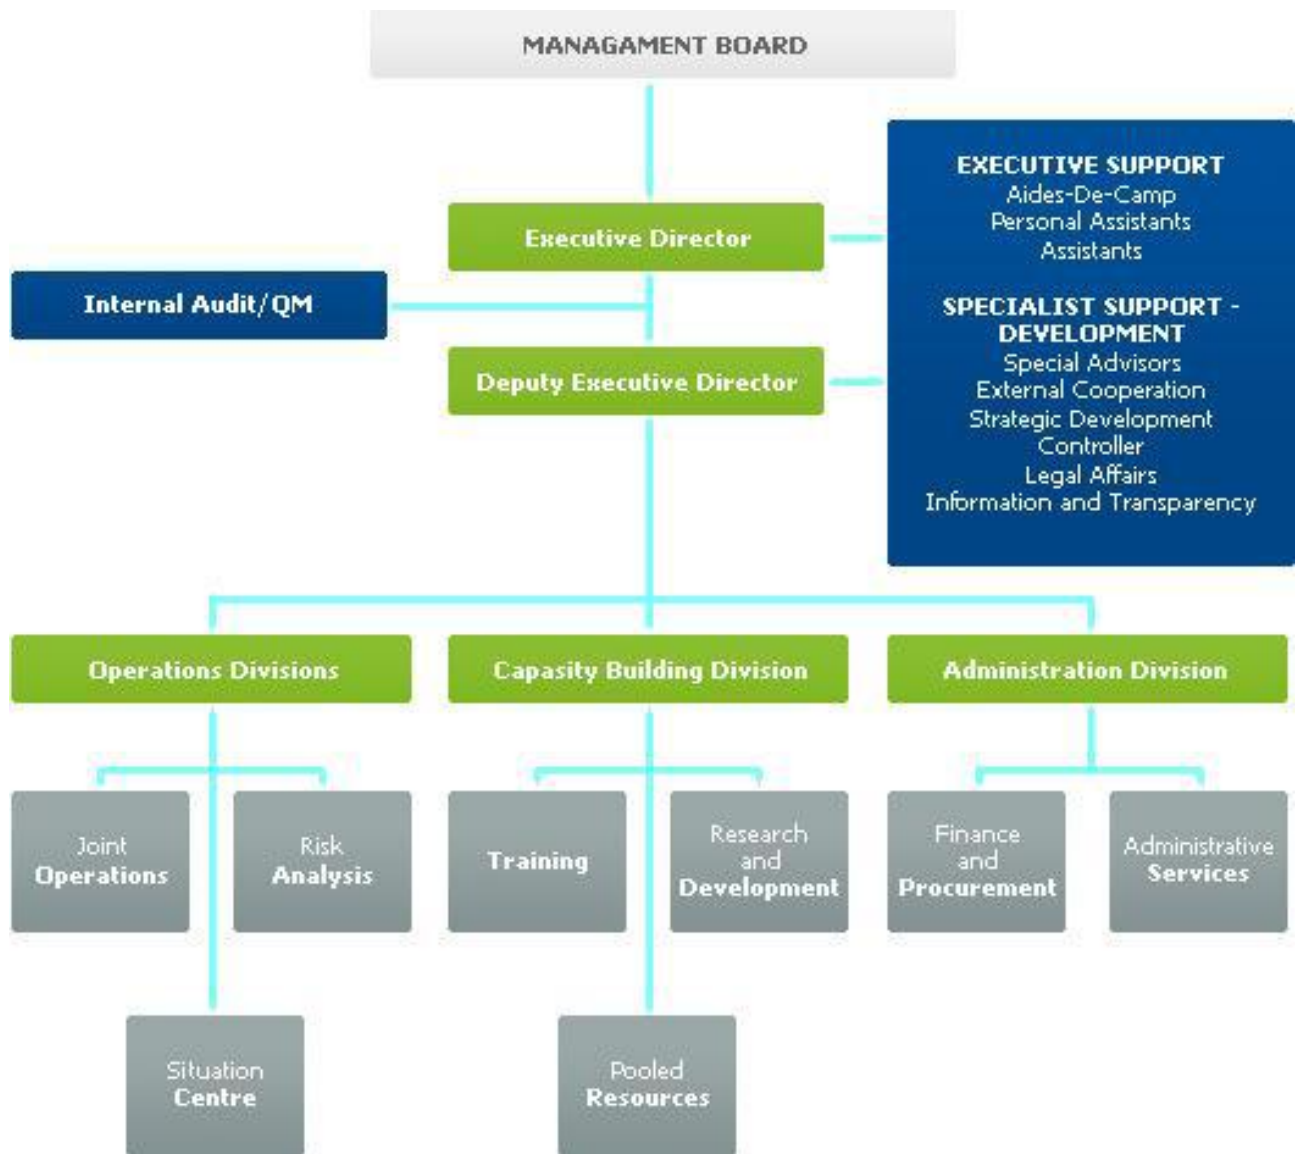 MANAGAMENT BOARD
Executive Director
Internal Audit/QM
Deputy Executive Director
EXECUTIVE SUPPORT
Aides-De-Camp
Personal Assistants
Assistants
SPECIALIST SUPPORT -
DEVELOPMENT
Special Advisors
External Cooperation
Strategic Development
Controller
Legal Affairs
Information and Transparency
Operations Divisions
Capasity Building Division
Administration Division
Joint
Operations
Risk
Analysis
Training
Research
and
Development
Finance
and
Procurement
Administrative
Services
Situation
Centre
Pooled
Resources